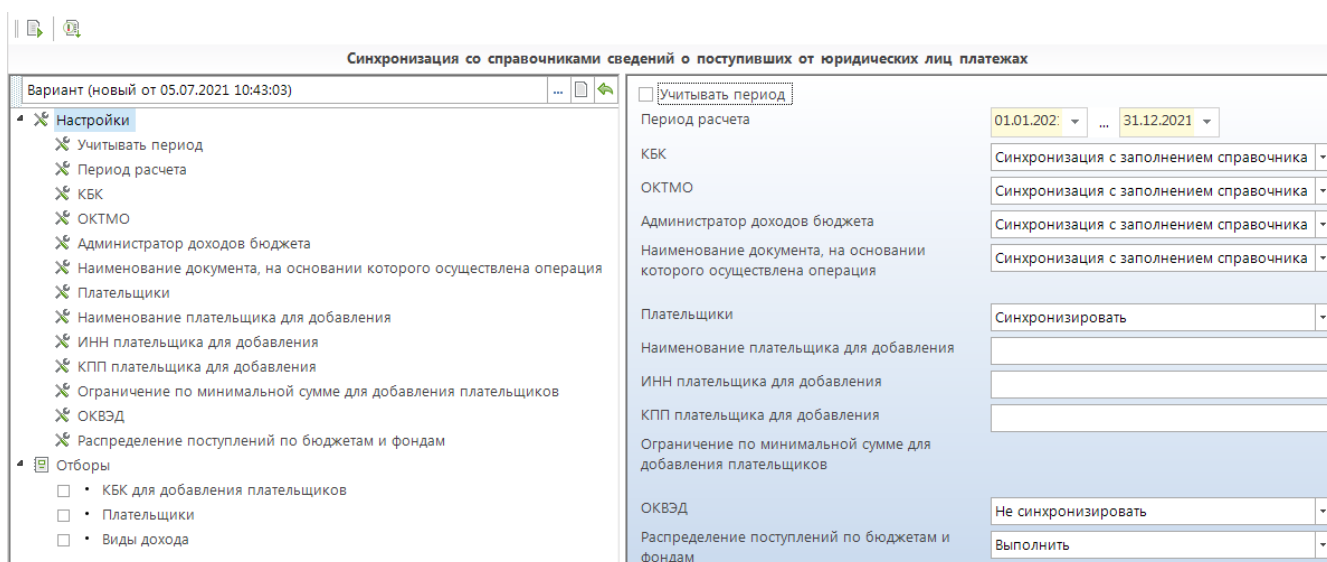 Синхронизация со справочниками сведений о поступивших от юридических лиц платежах
Вариант (новый от 05.07.2021 10:43:03)
...
Настройки
Учитывать период
Период расчета
КБК
ОКТМО
Администратор доходов бюджета
Наименование документа, на основании которого осуществлена операция
Плательщики
Наименование плательщика для добавления
ИНН плательщика для добавления
КПП плательщика для добавления
Ограничение по минимальной сумме для добавления плательщиков
ОКВЭД
Распределение поступлений по бюджетам и фондам
Отборы
• КБК для добавления плательщиков
• Плательщики
• Виды дохода
Учитывать период
Период расчета 01.01.202 ... 31.12.2021
КБК Синхронизация с заполнением справочника
ОКТМО Синхронизация с заполнением справочника
Администратор доходов бюджета Синхронизация с заполнением справочника
Наименование документа, на основании
которого осуществлена операция Синхронизация с заполнением справочника
Плательщики Синхронизировать
Наименование плательщика для добавления
ИНН плательщика для добавления
КПП плательщика для добавления
Ограничение по минимальной сумме для
добавления плательщиков
ОКВЭД Не синхронизировать
Распределение поступлений по бюджетам и
фондам Выполнить